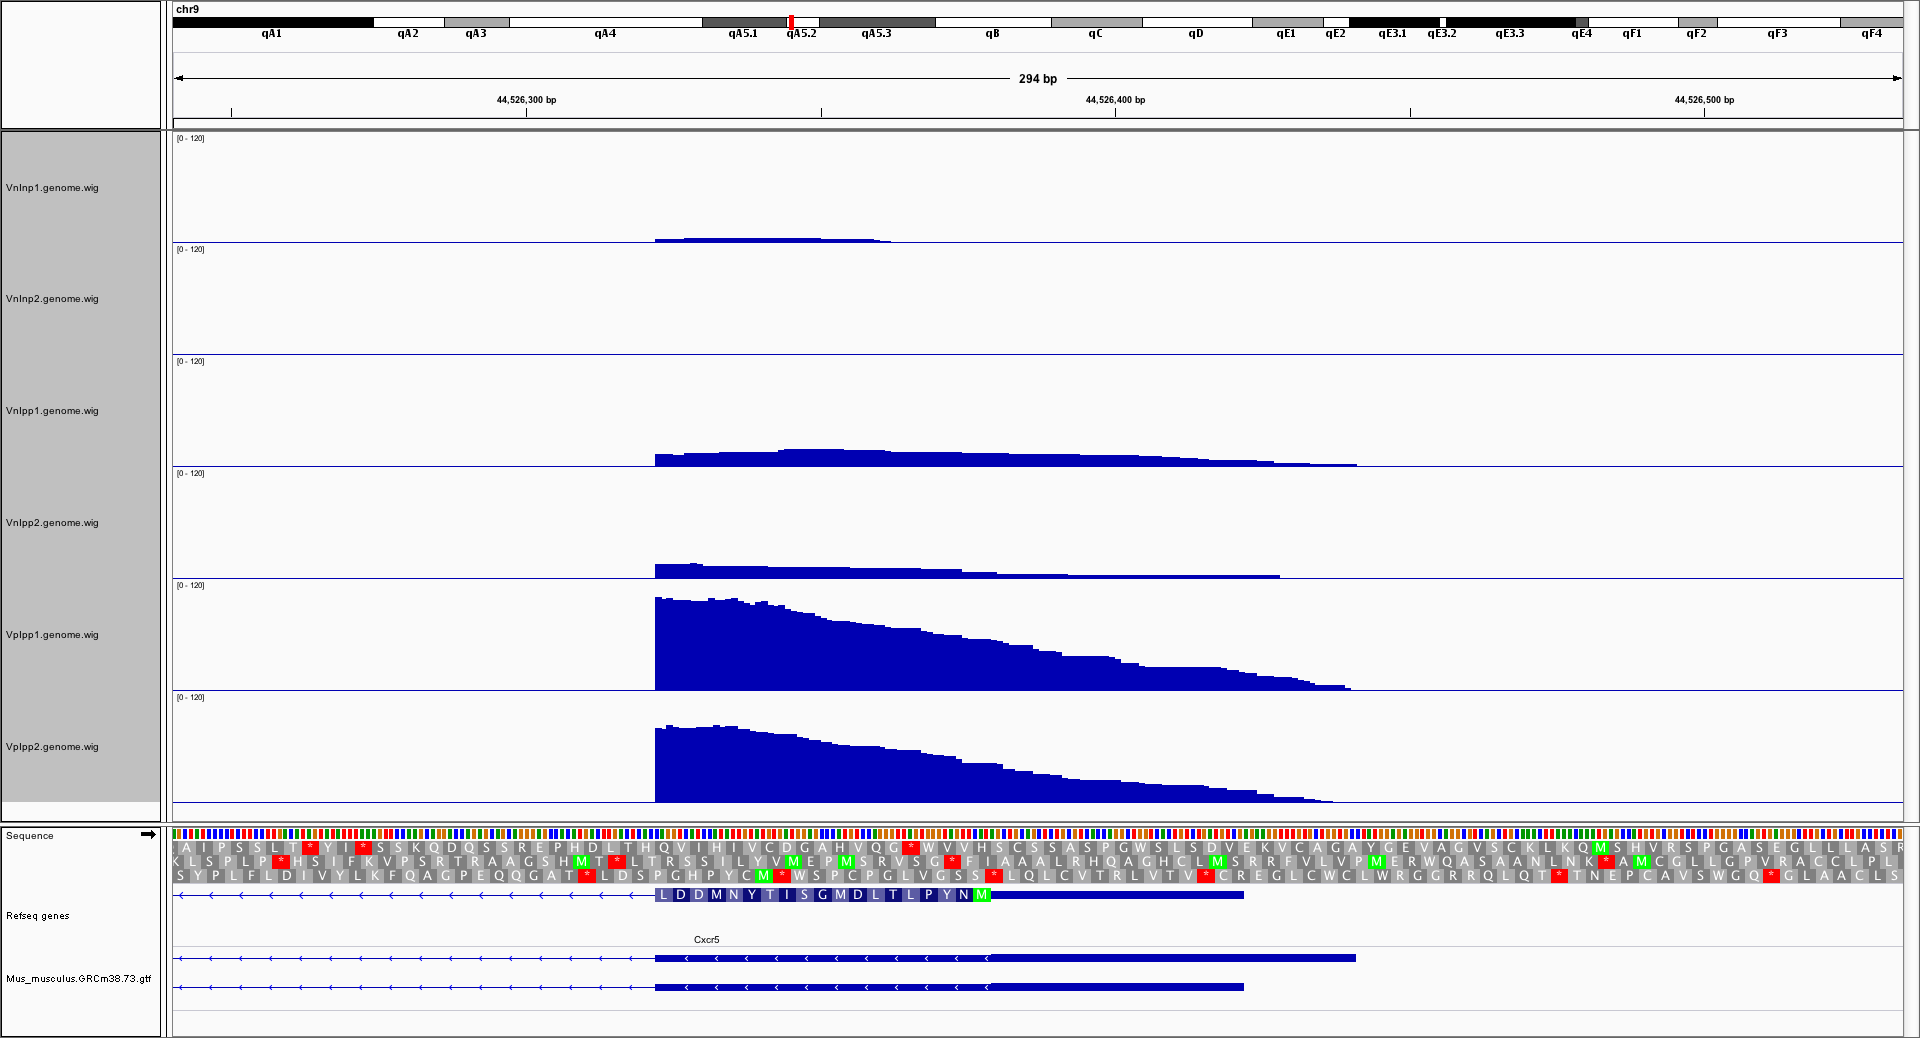 chr9
qA1 qA2 qA3 qA4 qA5.1 qA5.2 qA5.3 qB qC qD qE1 qE2 qE3.1 qE3.2 qE3.3 qE4 qF1 qF2 qF3 qF4
294 bp
44,526,300 bp 44,526,400 bp 44,526,500 bp
[0 - 120]
VnInp1.genome.wig
[0 - 120]
VnInp2.genome.wig
[0 - 120]
VnIpp1.genome.wig
[0 - 120]
VnIpp2.genome.wig
[0 - 120]
VpIpp1.genome.wig
[0 - 120]
VpIpp2.genome.wig
Sequence
A I P S S L T * Y I * S S K Q D Q S S R E P H D L T H Q V I H I V C D G A H V Q G * W V V H S C S S A S P G W S L S D V E K V C A G A Y G E V A G V S C K L K Q M S H V R S P G A S E G L L L A S R
K L S P L P * H S I F K V P S R T R A A G S H M T * L T R S S I L Y V M E P M S R V S G * F I A A A L R H Q A G H C L M S R R F V L V P M E R W Q A S A A N L N K * A M C G L L G P V R A C C L P L
S Y P L F L D I V Y L K F Q A G P E Q Q G A T * L D S P G H P Y C M * W S P C P G L V G S S * L Q L C V T R L V T V * C R E G L C W C L W R G G R R Q L Q T * T N E P C A V S W G Q * G L A A C L S
L D D M N Y T I S G M D L T L P Y N M
Refseq genes
Cxcr5
Mus_musculus.GRCm38.73.gtf